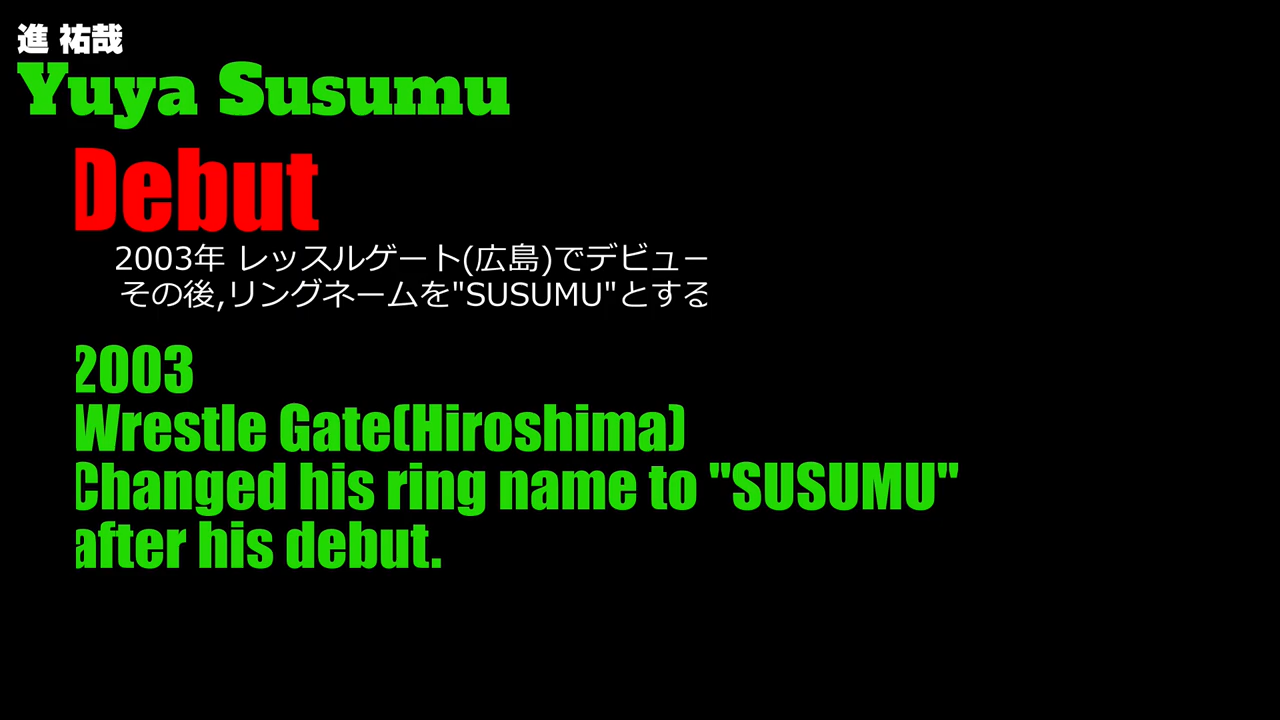 進 祐哉
Yuya Susumu
Debut
2003年 レッスルゲート(広島)でデビュー
その後,リングネームを"SUSUMU"とする
2003
Wrestle Gate(Hiroshima)
Changed his ring name to "SUSUMU"
after his debut.